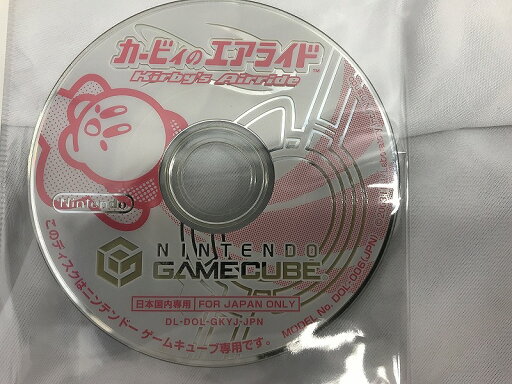 カービィの エアライド
Kirby's Airride
TM
Nintendo
NINTENDO
GAMECUBE
日本国内専用 FOR JAPAN ONLY
DL-DOL-GKYJ-JPN
このディスクはニンテンドー ゲームキューブ専用です。
MODEL No. DOL-006(JPN)